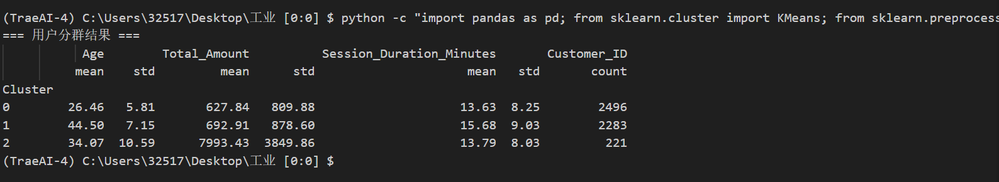 (TraeAI-4) C:\Users\32517\Desktop\工业 [0:0] $ python -c "import pandas as pd; from sklearn.cluster import KMeans; from sklearn.preprocess
=== 用户分群结果 ===
Age Total_Amount Session_Duration_Minutes Customer_ID
mean std mean std mean std count
Cluster
0 26.46 5.81 627.84 809.88 13.63 8.25 2496
1 44.50 7.15 692.91 878.60 15.68 9.03 2283
2 34.07 10.59 7993.43 3849.86 13.79 8.03 221
(TraeAI-4) C:\Users\32517\Desktop\工业 [0:0] $